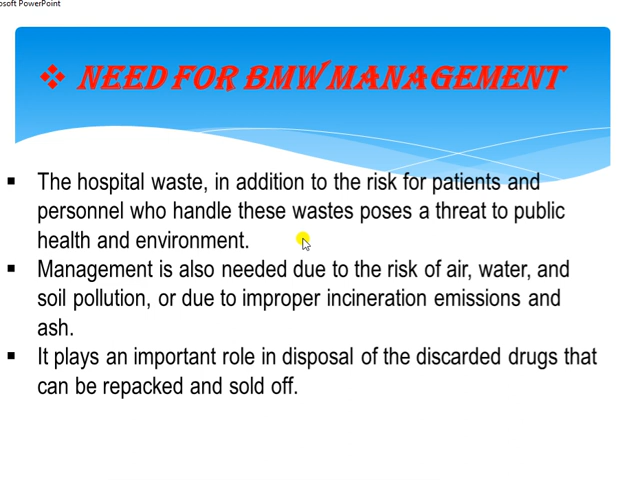 osoft PowerPoint
❖ NEED FOR BMW MANAGEMENT
▪ The hospital waste, in addition to the risk for patients and
personnel who handle these wastes poses a threat to public
health and environment.
▪ Management is also needed due to the risk of air, water, and
soil pollution, or due to improper incineration emissions and
ash.
▪ It plays an important role in disposal of the discarded drugs that
can be repacked and sold off.